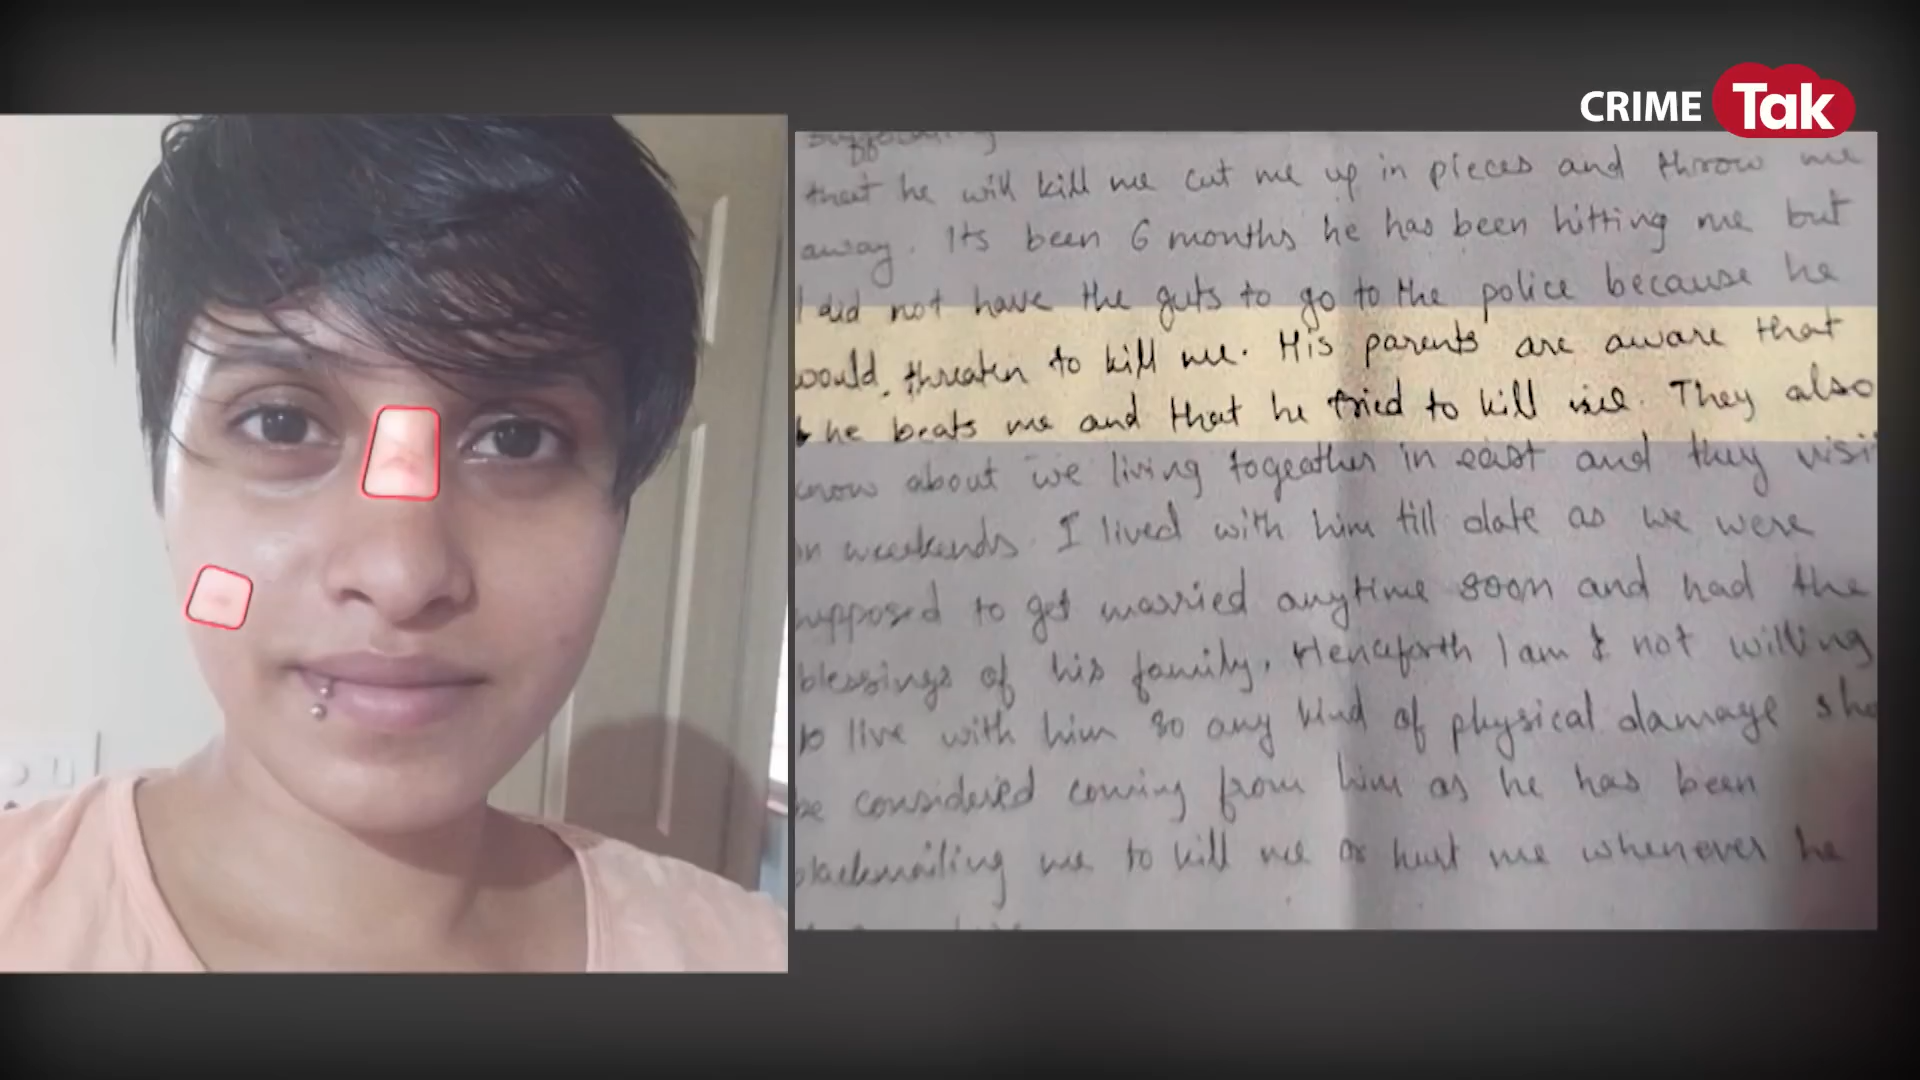 CRIME Tak
that he will kill me cut me up in pieces and throw me
away. Its been 6 months he has been hitting me but
I did not have the guts to go to the police because he
would threaten to kill me. His parents are aware that
he beats me and that he tried to kill me. They also
know about we living togeather in east and they visit
on weekends. I lived with him till date as we were
supposed to get married anytime soon and had the
blessings of his family. Henceforth I am not willing
to live with him so any kind of physical damage
be considered coming from him as he has been
blackmailing me to kill me or hurt me whenever he